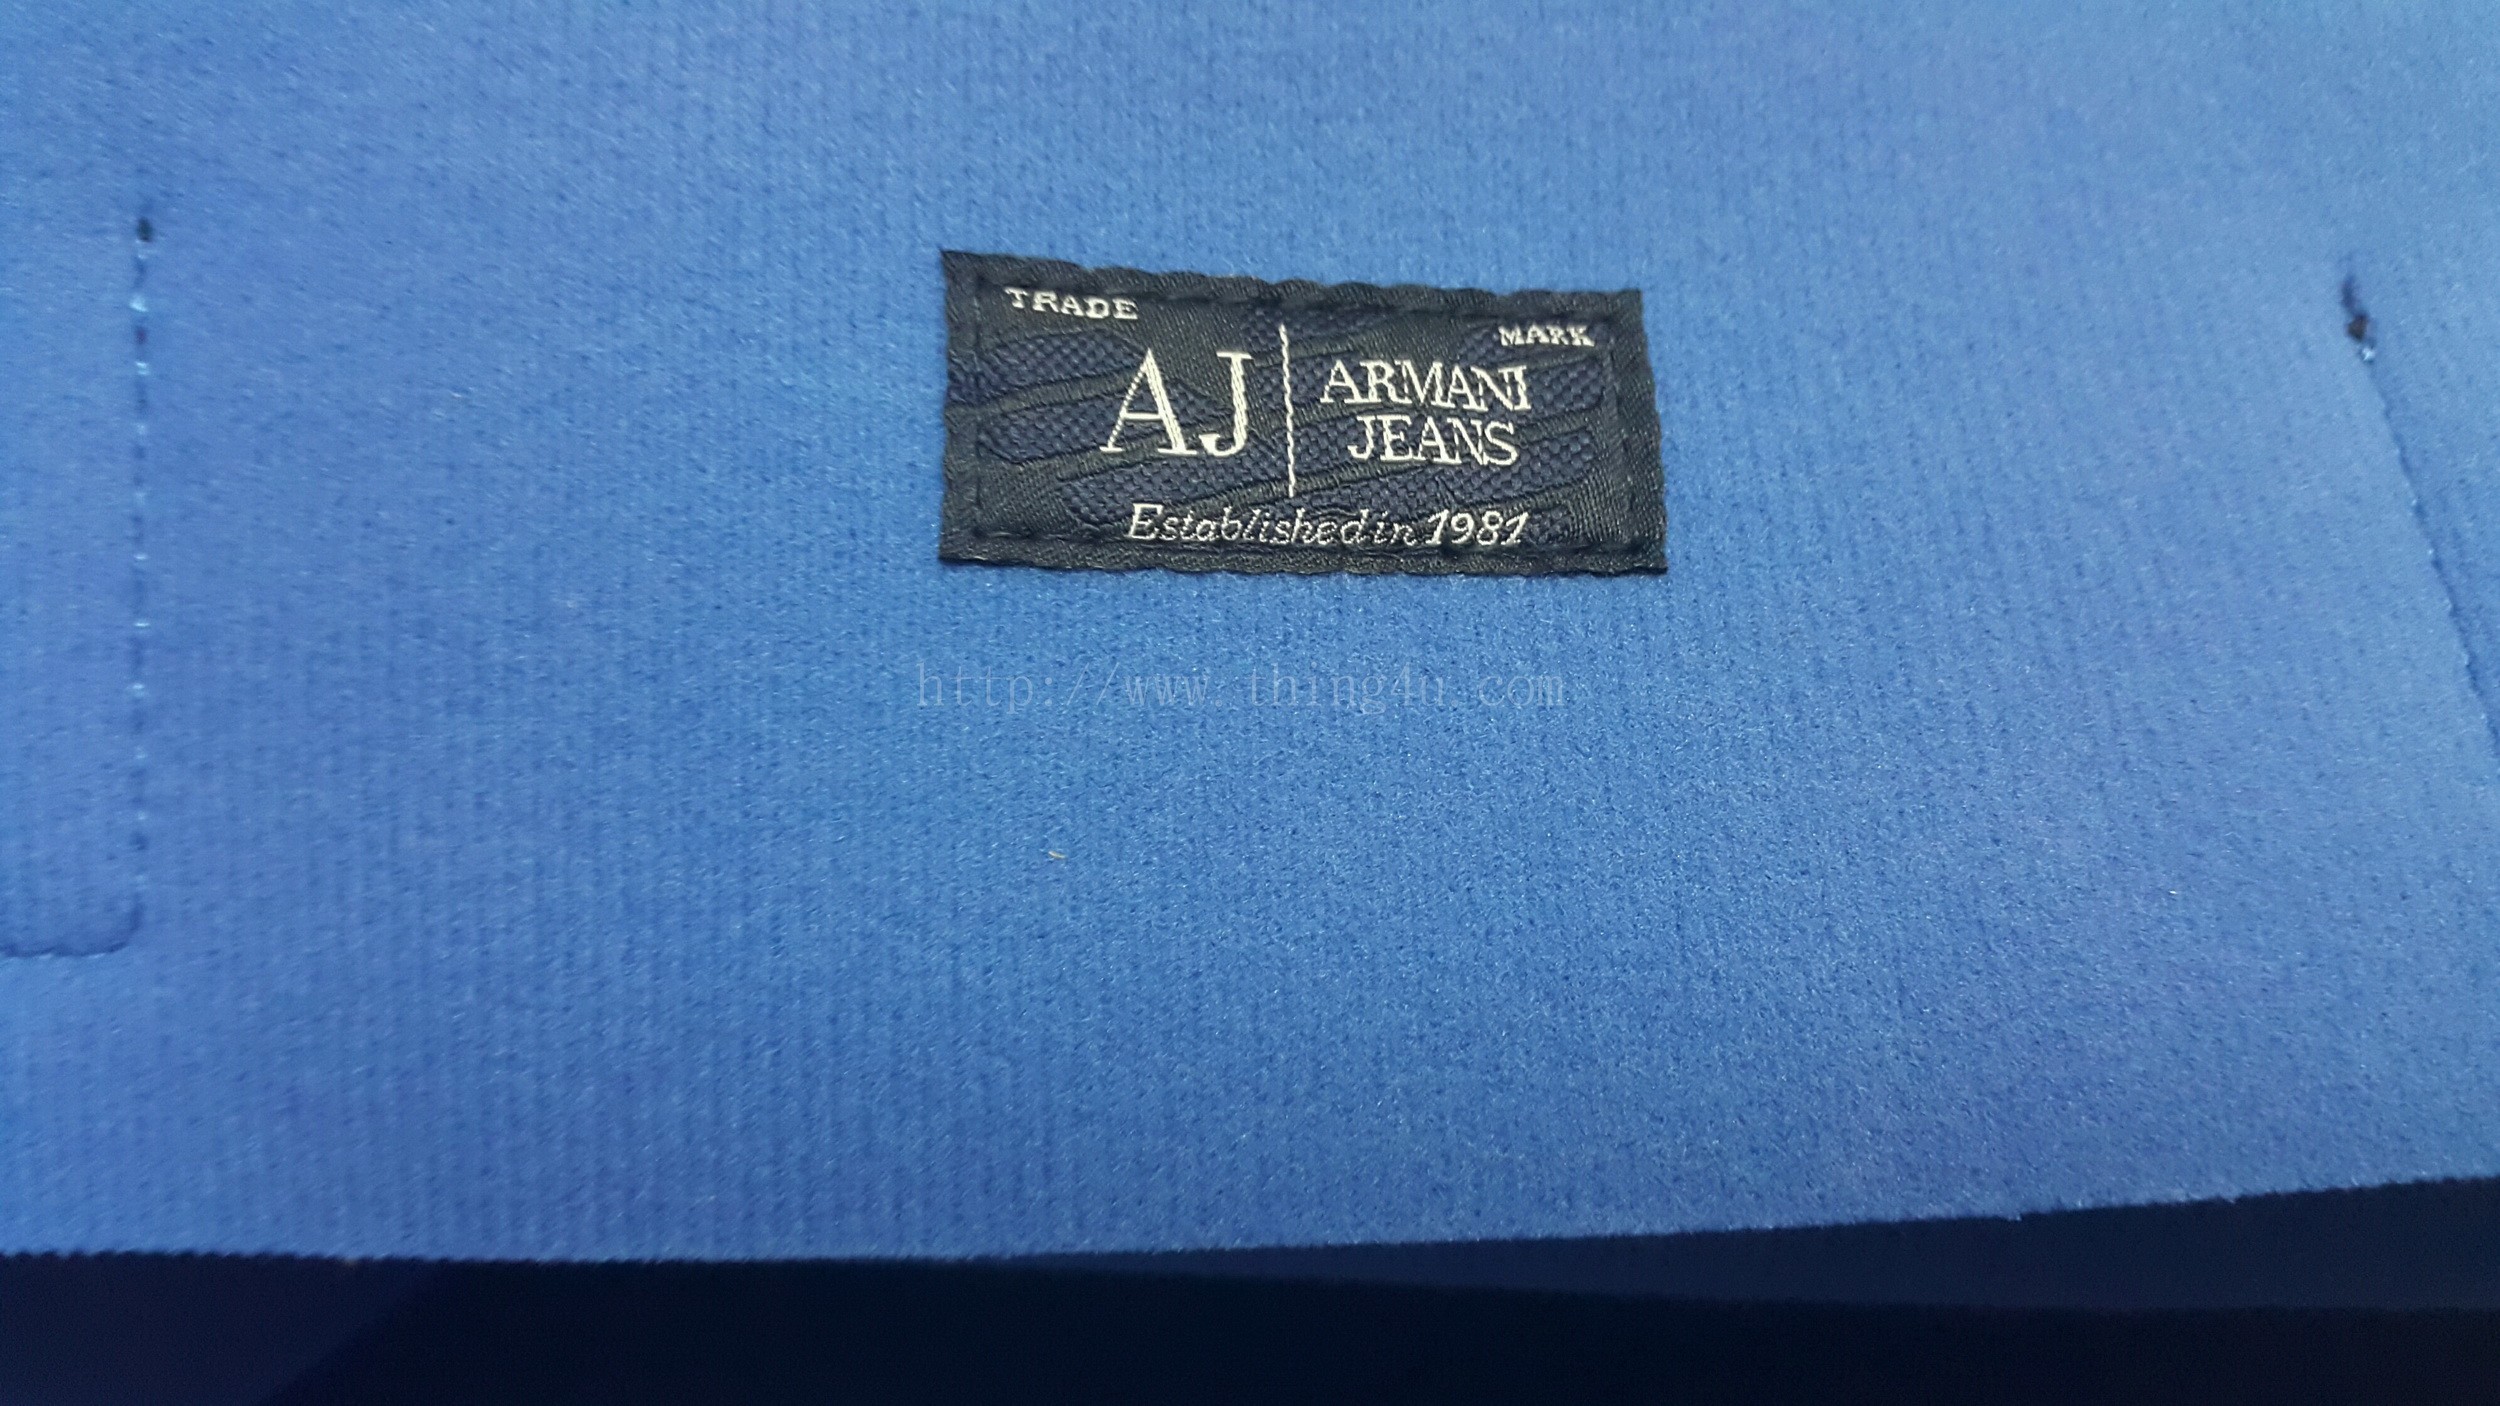 TRADE
MARK
AJ
ARMANI
JEANS
Established in 1981
http://www.thing4u.com